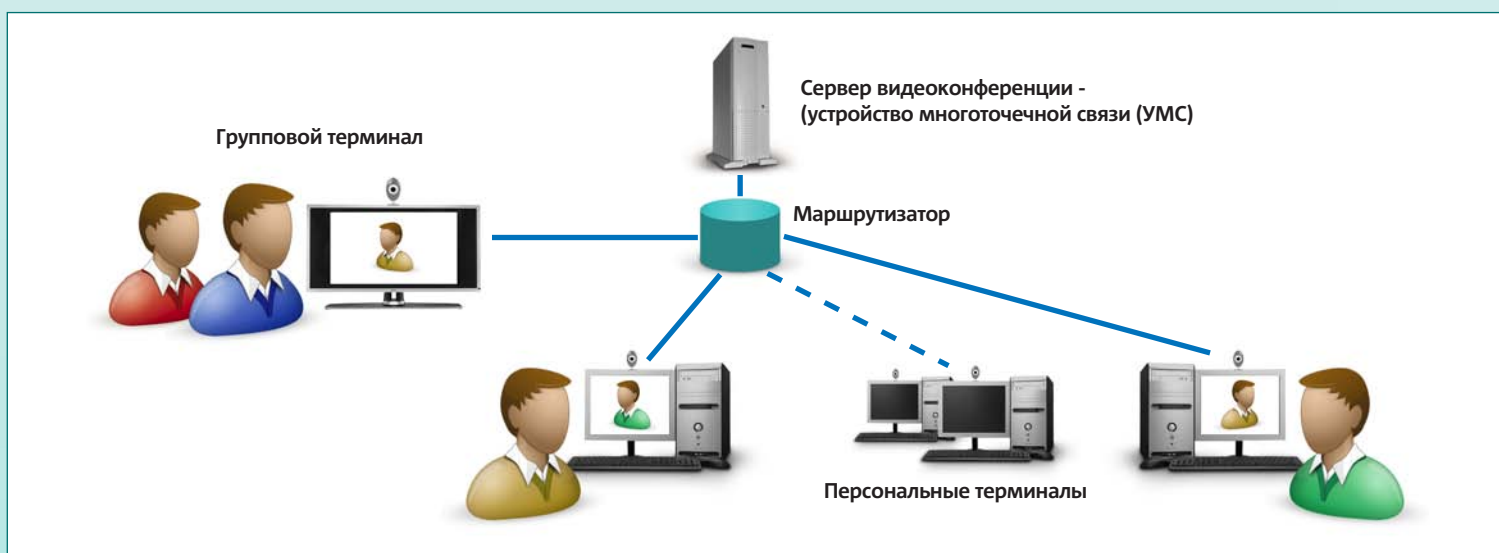 Сервер видеоконференции -
(устройство многоточечной связи (УМС)
Групповой терминал
Маршрутизатор
Персональные терминалы